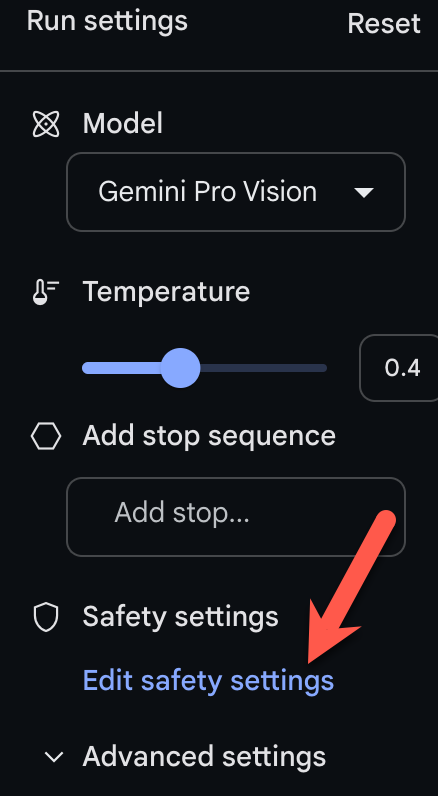 Run settings Reset
Model
Gemini Pro Vision
Temperature
0.4
Add stop sequence
Add stop...
Safety settings
Edit safety settings
Advanced settings